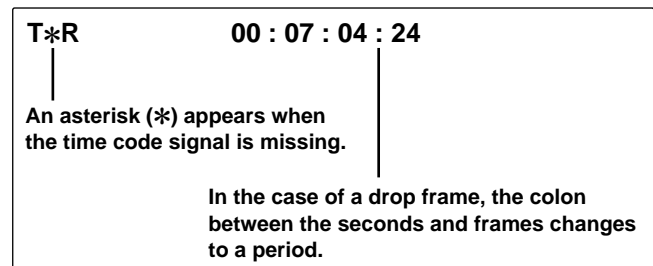 T*R 00 : 07 : 04 : 24
An asterisk (*) appears when
the time code signal is missing.
In the case of a drop frame, the colon
between the seconds and frames changes
to a period.